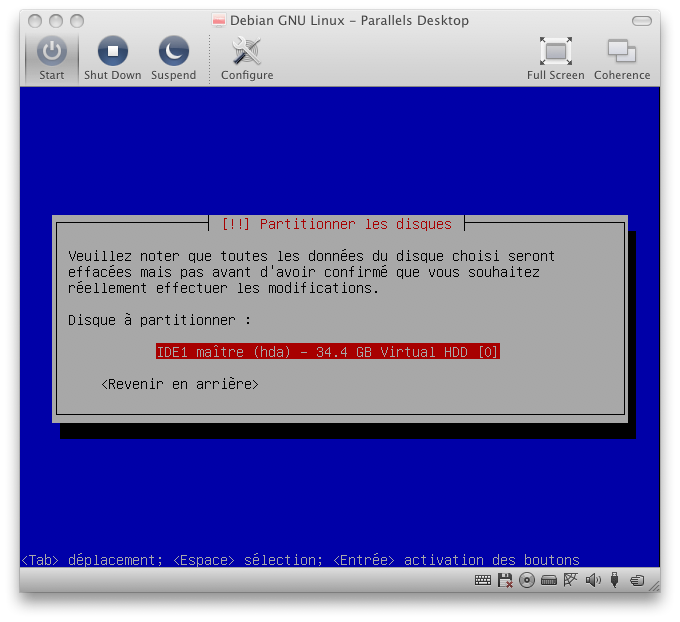 Debian GNU Linux – Parallels Desktop
Start Shut Down Suspend Configure Full Screen Coherence
[!!] Partitionner les disques
Veuillez noter que toutes les données du disque choisi seront
effacées mais pas avant d'avoir confirmé que vous souhaitez
réellement effectuer les modifications.
Disque à partitionner :
IDE1 maître (hda) - 34.4 GB Virtual HDD [0]
<Revenir en arrière>
<Tab> déplacement; <Espace> sélection; <Entrée> activation des boutons